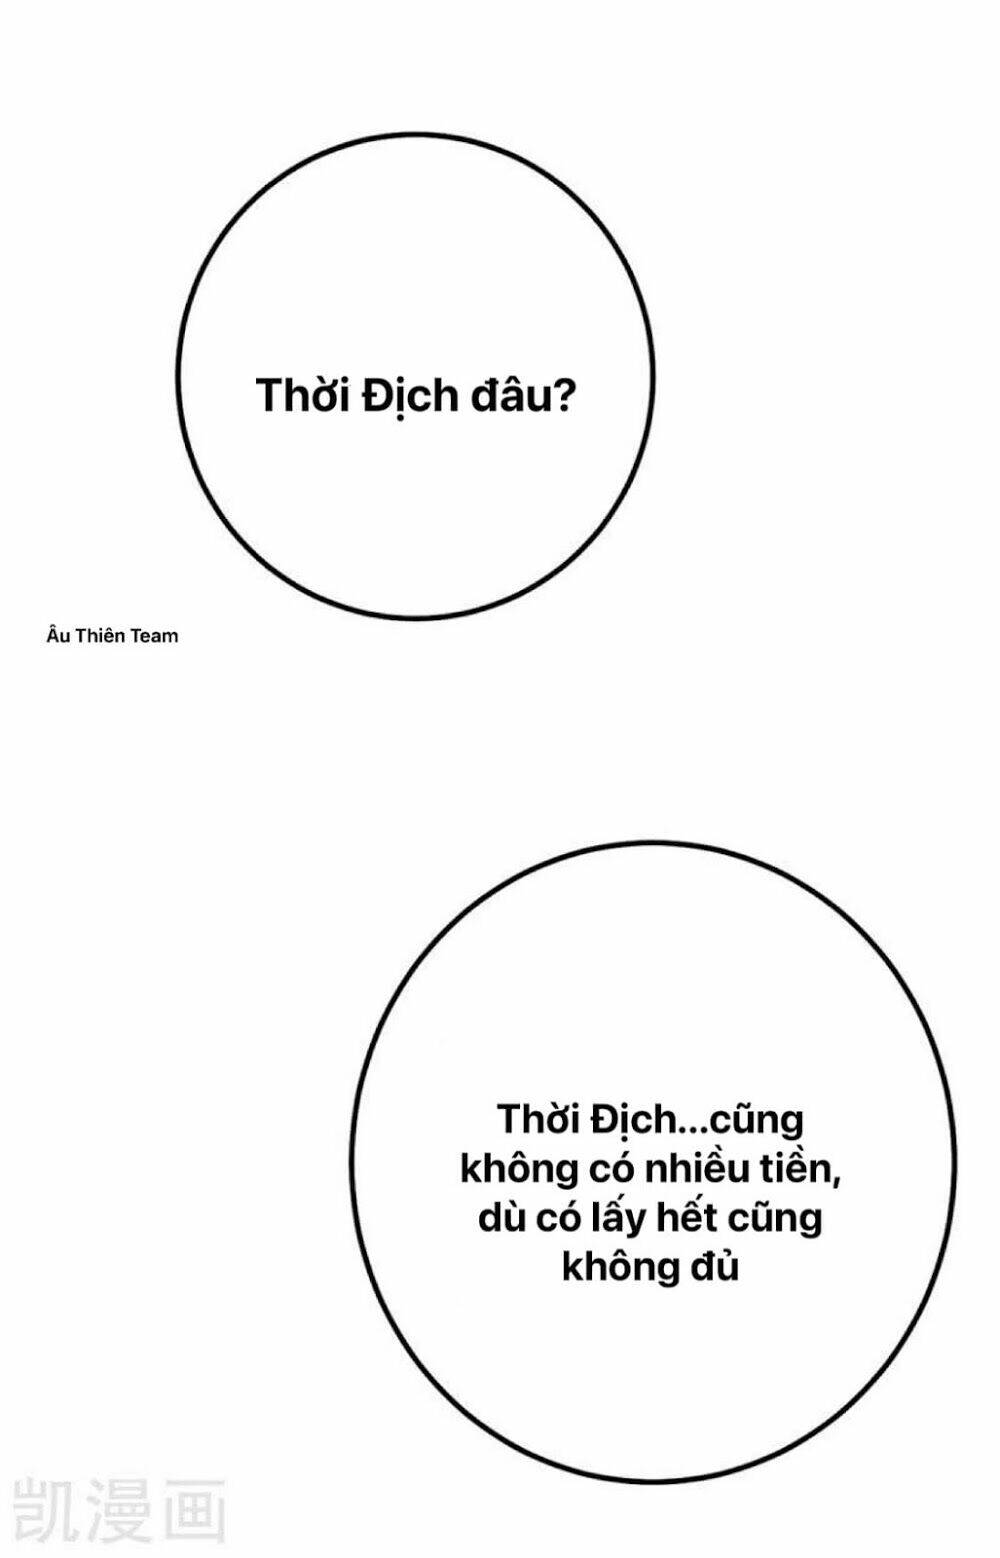 Thời Địch đâu?
Âu Thiên Team
Thời Địch...cũng
không có nhiều tiền,
dù có lấy hết cũng
không đủ
凯漫画